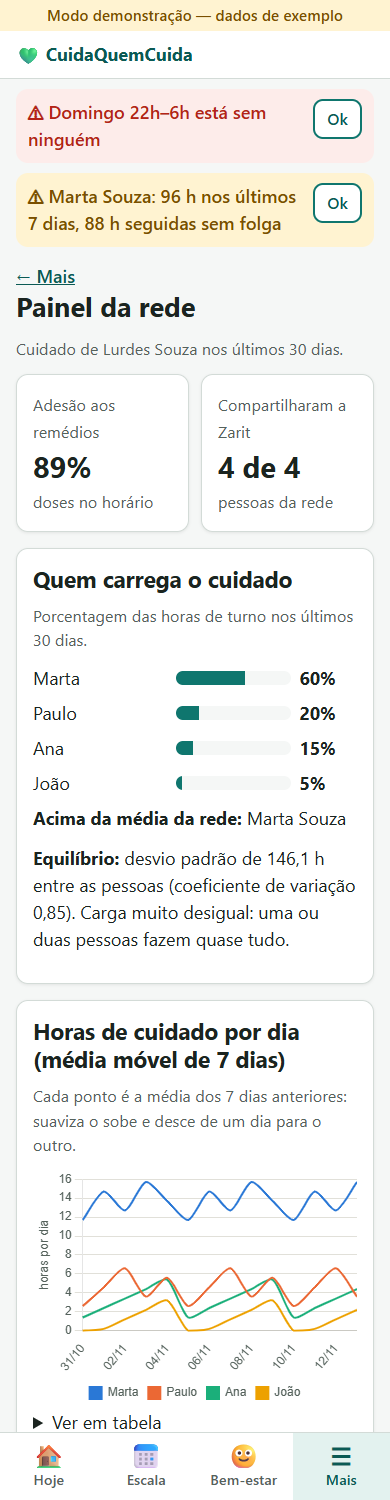 Modo demonstração — dados de exemplo
CuidaQuemCuida
⚠ Domingo 22h–6h está sem
ninguém
Ok
⚠ Marta Souza: 96 h nos últimos
7 dias, 88 h seguidas sem folga
Ok
← Mais
Painel da rede
Cuidado de Lurdes Souza nos últimos 30 dias.
Adesão aos
remédios
89%
doses no horário
Compartilharam a
Zarit
4 de 4
pessoas da rede
Quem carrega o cuidado
Porcentagem das horas de turno nos últimos
30 dias.
Marta 60%
Paulo 20%
Ana 15%
João 5%
Acima da média da rede: Marta Souza
Equilíbrio: desvio padrão de 146,1 h
entre as pessoas (coeficiente de variação
0,85). Carga muito desigual: uma ou
duas pessoas fazem quase tudo.
Horas de cuidado por dia
(média móvel de 7 dias)
Cada ponto é a média dos 7 dias anteriores:
suaviza o sobe e desce de um dia para o
outro.
horas por dia
16
14
12
10
8
6
4
2
0
31/10 02/11 04/11 06/11 08/11 10/11 12/11
Marta Paulo Ana João
▶ Ver em tabela
Hoje Escala Bem-estar Mais